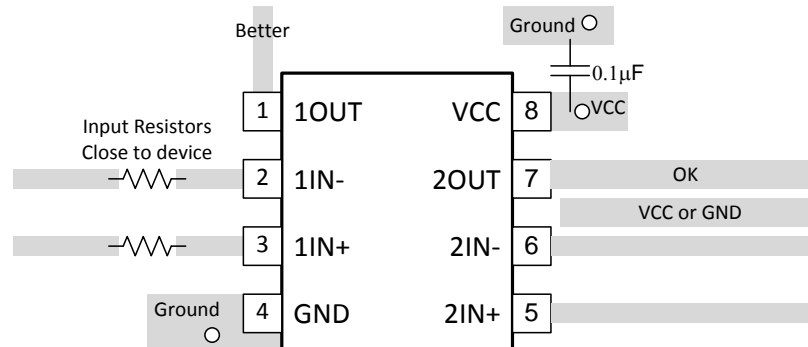 Better
Ground
0.1μF
1 1OUT VCC 8 VCC
Input Resistors
Close to device
2 1IN- 2OUT 7 OK
VCC or GND
3 1IN+ 2IN- 6
Ground
4 GND 2IN+ 5